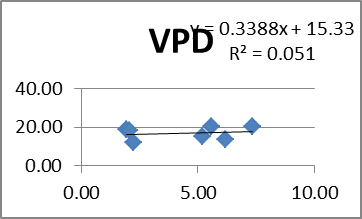 VPD
y = 0.3388x + 15.33
R² = 0.051
40.00
20.00
0.00
0.00 5.00 10.00